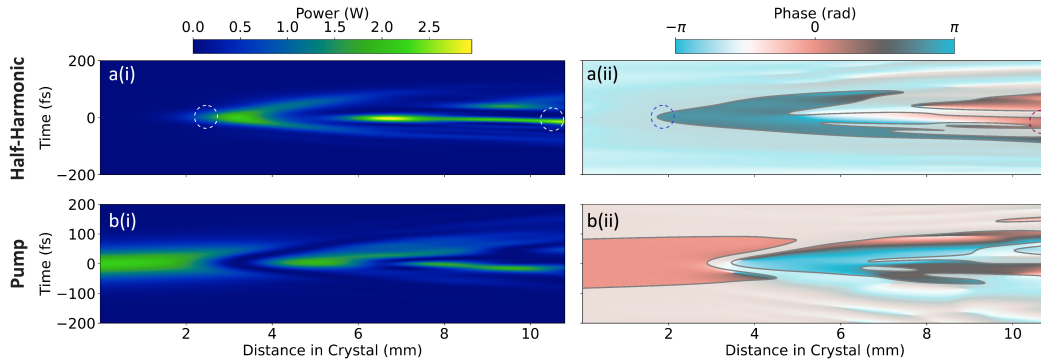 Power (W)
0.0 0.5 1.0 1.5 2.0 2.5
Phase (rad)
−π 0 π
Half-Harmonic
Time (fs)
200
0
−200
a(i)
a(ii)
Pump
Time (fs)
200
100
0
−100
−200
b(i)
b(ii)
2 4 6 8 10
Distance in Crystal (mm)
2 4 6 8 10
Distance in Crystal (mm)